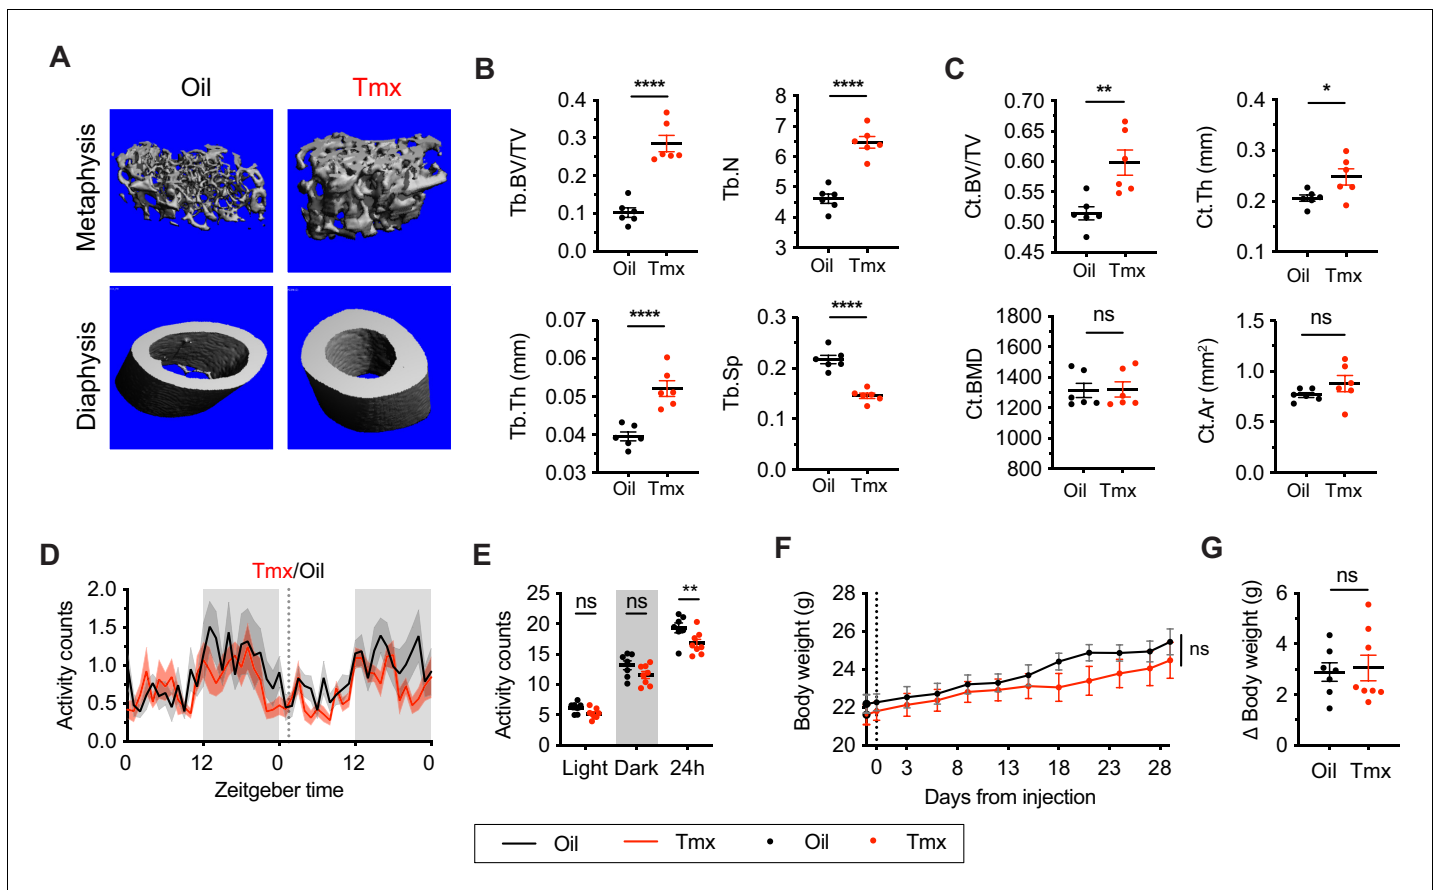 A
Oil
Tmx
Metaphysis
Diaphysis
B
****
Tb.BV/TV
0.4
0.3
0.2
0.1
0.0
Oil Tmx
****
Tb.N
8
7
6
5
4
3
Oil Tmx
****
Tb.Th (mm)
0.07
0.06
0.05
0.04
0.03
Oil Tmx
****
Tb.Sp
0.3
0.2
0.1
0.0
Oil Tmx
C
**
Ct.BV/TV
0.70
0.65
0.60
0.55
0.50
0.45
Oil Tmx
*
Ct.Th (mm)
0.4
0.3
0.2
0.1
Oil Tmx
ns
Ct.BMD
1800
1600
1400
1200
1000
800
Oil Tmx
ns
Ct.Ar (mm²)
1.5
1.0
0.5
0.0
Oil Tmx
D
Tmx/Oil
Activity counts
2.0
1.5
1.0
0.5
0.0
0 12 0 12 0
Zeitgeber time
E
ns ns **
Activity counts
25
20
15
10
5
0
Light Dark 24h
F
Body weight (g)
28
26
24
22
20
ns
0 3 8 13 18 23 28
Days from injection
G
ns
Δ Body weight (g)
6
4
2
0
Oil Tmx
Oil Tmx Oil Tmx